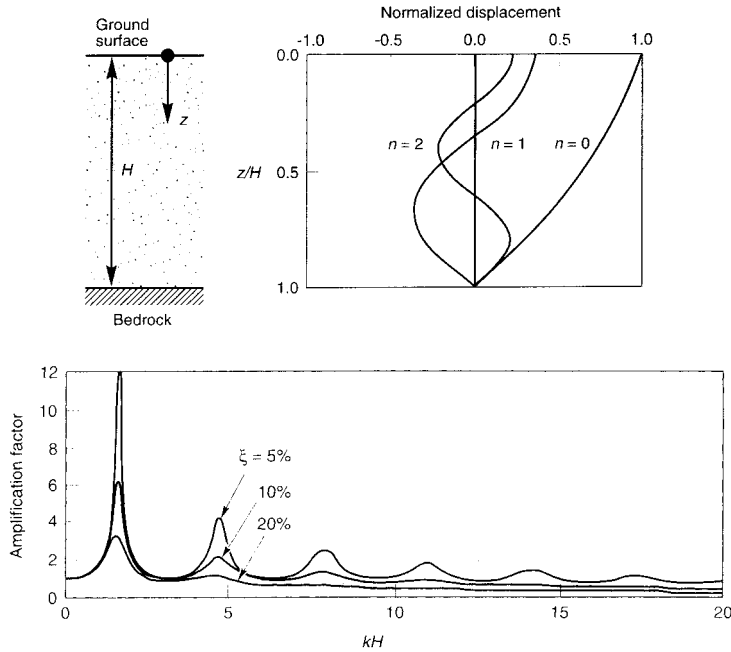 Ground
surface
z
H
Bedrock
Normalized displacement
-1.0 -0.5 0.0 0.5 1.0
0.0
n = 2 n = 1 n = 0
z/H 0.5
1.0
12
10
8
6
4
2
0
Amplification factor
ξ = 5%
10%
20%
0 5 10 15 20
kH